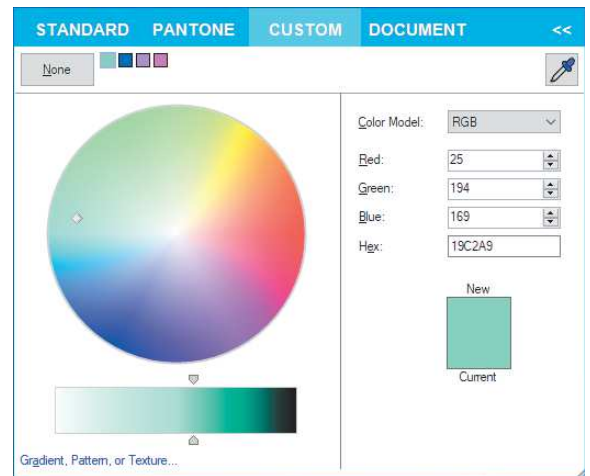 STANDARD PANTONE CUSTOM DOCUMENT <<
None
Color Model: RGB
Red: 25
Green: 194
Blue: 169
Hex: 19C2A9
New
Current
Gradient, Pattern, or Texture...